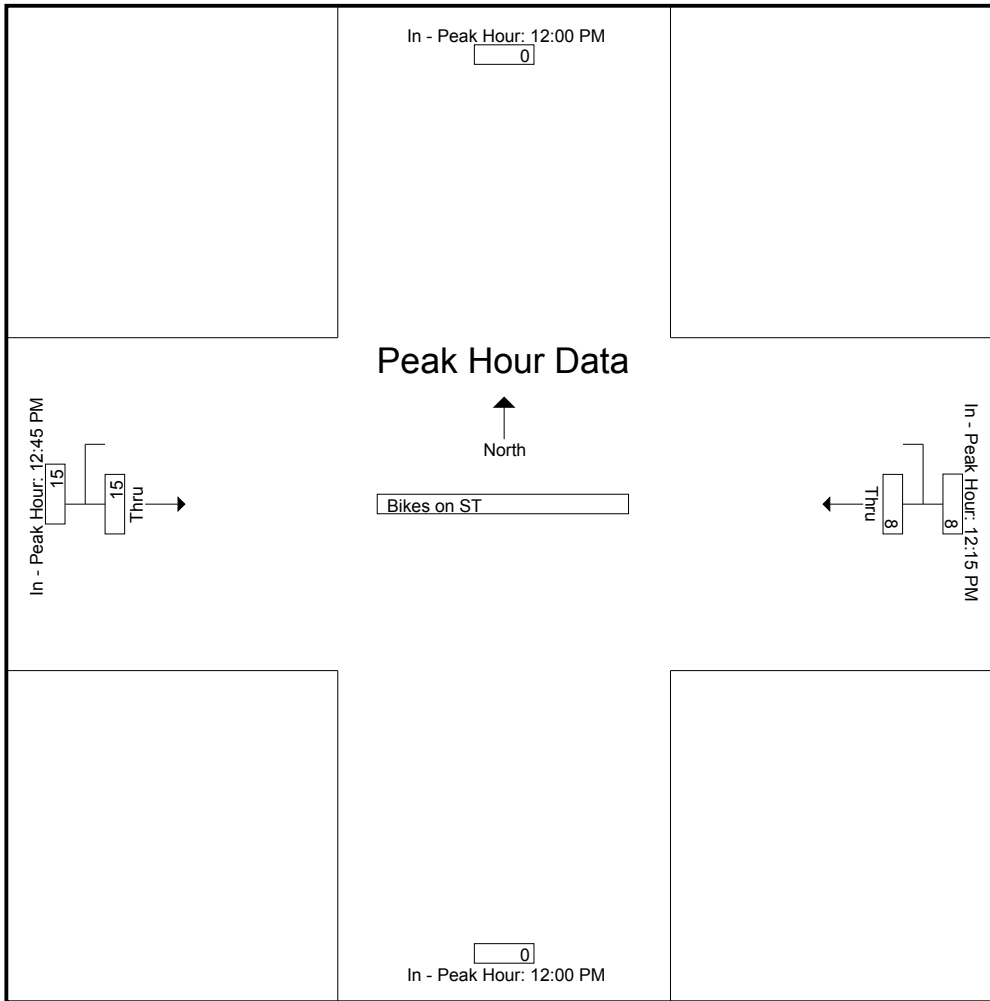 In - Peak Hour: 12:00 PM
0
Peak Hour Data
North
Bikes on ST
In - Peak Hour: 12:45 PM
15
15
Thru
Thru
8
8
In - Peak Hour: 12:15 PM
0
In - Peak Hour: 12:00 PM